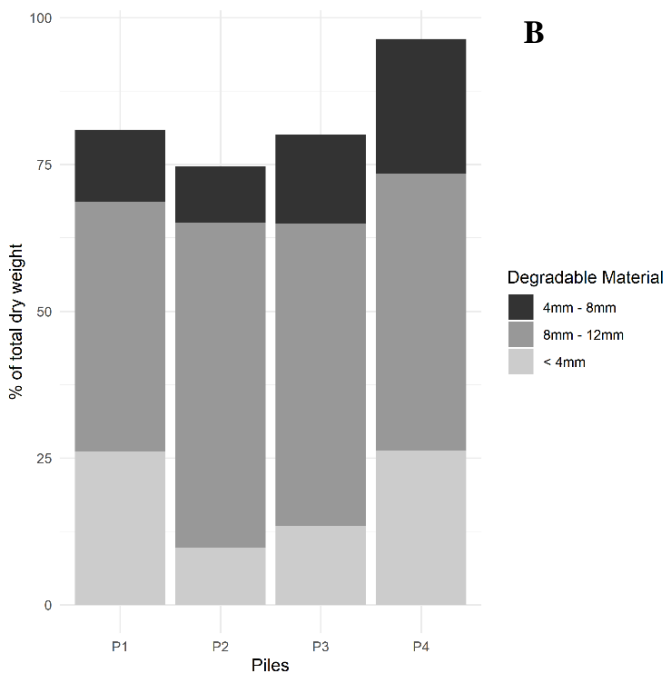 B
100
75
50
25
0
% of total dry weight
P1 P2 P3 P4
Piles
Degradable Material
4mm - 8mm
8mm - 12mm
< 4mm